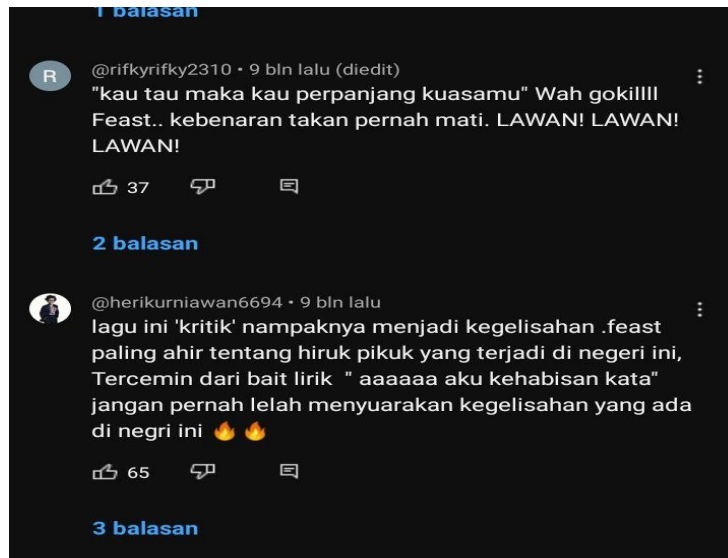 1 balasan
R
@rifkyrifky2310 • 9 bln lalu (diedit)
"kau tau maka kau perpanjang kuasamu" Wah gokillll
Feast.. kebenaran takan pernah mati. LAWAN! LAWAN!
LAWAN!
37
2 balasan
@herikurniawan6694 • 9 bln lalu
lagu ini 'kritik' nampaknya menjadi kegelisahan .feast
paling ahir tentang hiruk pikuk yang terjadi di negeri ini,
Tercemin dari bait lirik " aaaaaa aku kehabisan kata"
jangan pernah lelah menyuarakan kegelisahan yang ada
di negri ini 🔥 🔥
65
3 balasan